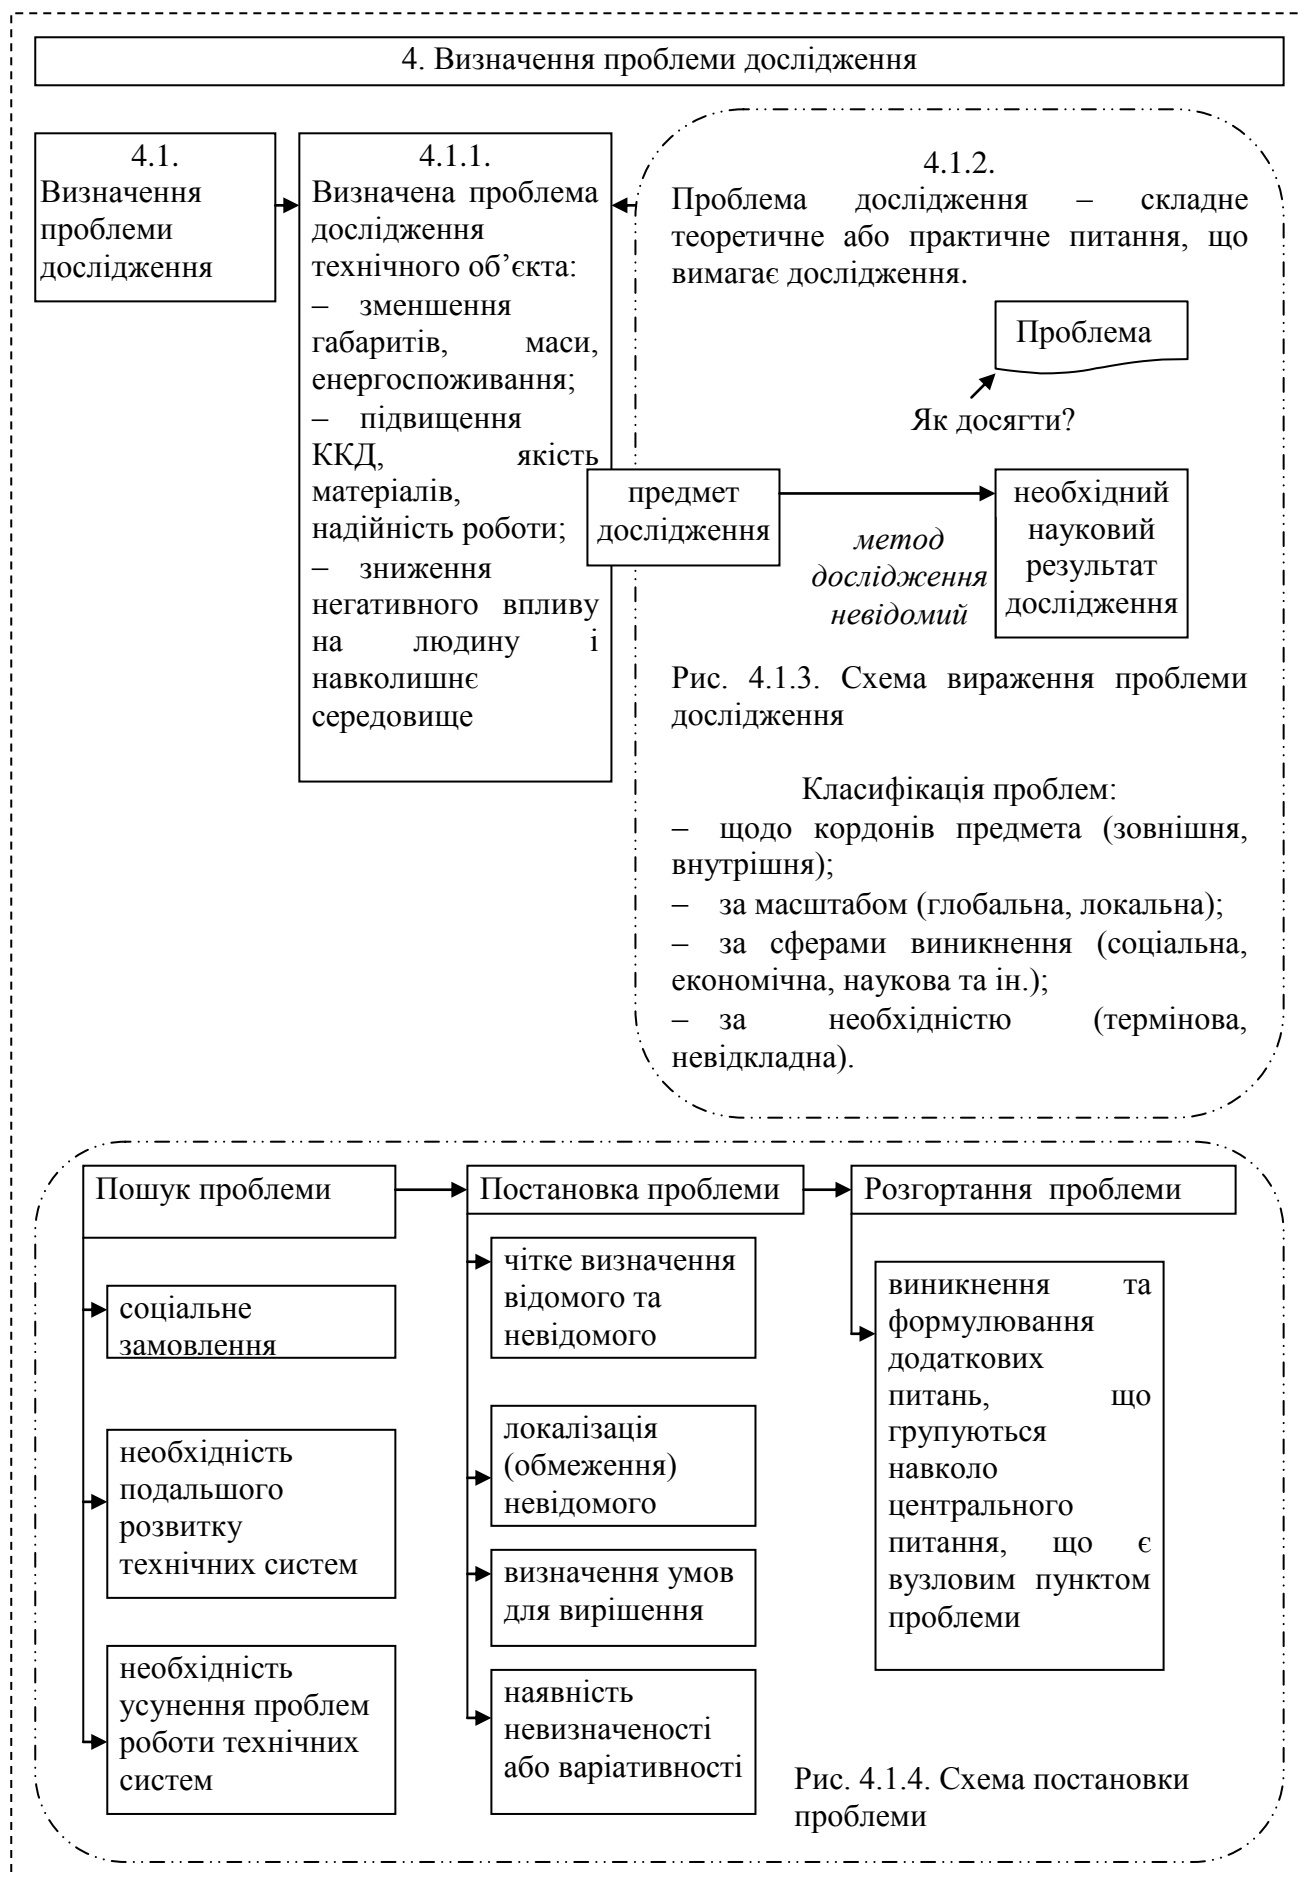 4. Визначення проблеми дослідження
4.1.
Визначення
проблеми
дослідження
4.1.1.
Визначена проблема
дослідження
технічного об’єкта:
– зменшення
габаритів, маси,
енергоспоживання;
– підвищення
ККД, якість
матеріалів,
надійність роботи;
– зниження
негативного впливу
на людину і
навколишнє
середовище
4.1.2.
Проблема дослідження – складне
теоретичне або практичне питання, що
вимагає дослідження.
Проблема
Як досягти?
предмет
дослідження
метод
дослідження
невідомий
необхідний
науковий
результат
дослідження
Рис. 4.1.3. Схема вираження проблеми
дослідження
Класифікація проблем:
– щодо кордонів предмета (зовнішня,
внутрішня);
– за масштабом (глобальна, локальна);
– за сферами виникнення (соціальна,
економічна, наукова та ін.);
– за необхідністю (термінова,
невідкладна).
Пошук проблеми
соціальне
замовлення
необхідність
подальшого
розвитку
технічних систем
необхідність
усунення проблем
роботи технічних
систем
Постановка проблеми
чітке визначення
відомого та
невідомого
локалізація
(обмеження)
невідомого
визначення умов
для вирішення
наявність
невизначеності
або варіативності
Розгортання проблеми
виникнення та
формулювання
додаткових
питань, що
групуються
навколо
центрального
питання, що є
вузловим пунктом
проблеми
Рис. 4.1.4. Схема постановки
проблеми